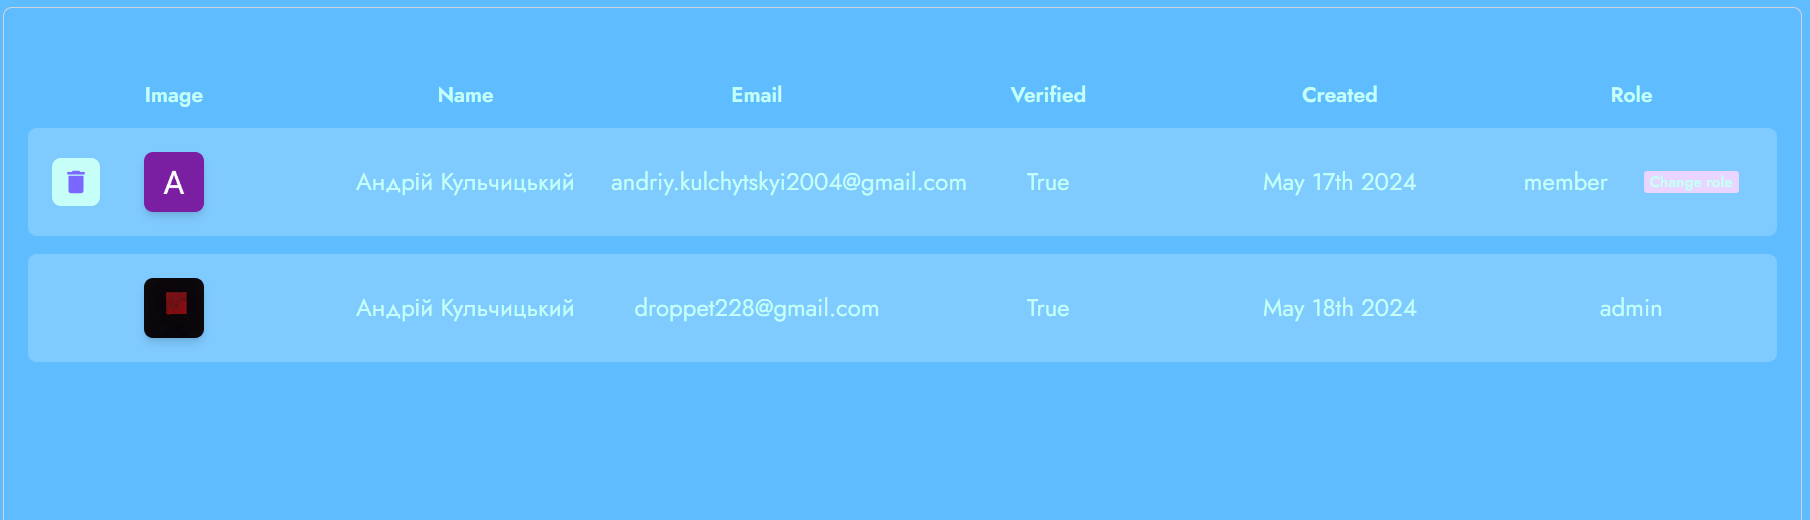 Image Name Email Verified Created Role
A Андрій Кульчицький andriy.kulchytskyi2004@gmail.com True May 17th 2024 member Change role
Андрій Кульчицький droppet228@gmail.com True May 18th 2024 admin